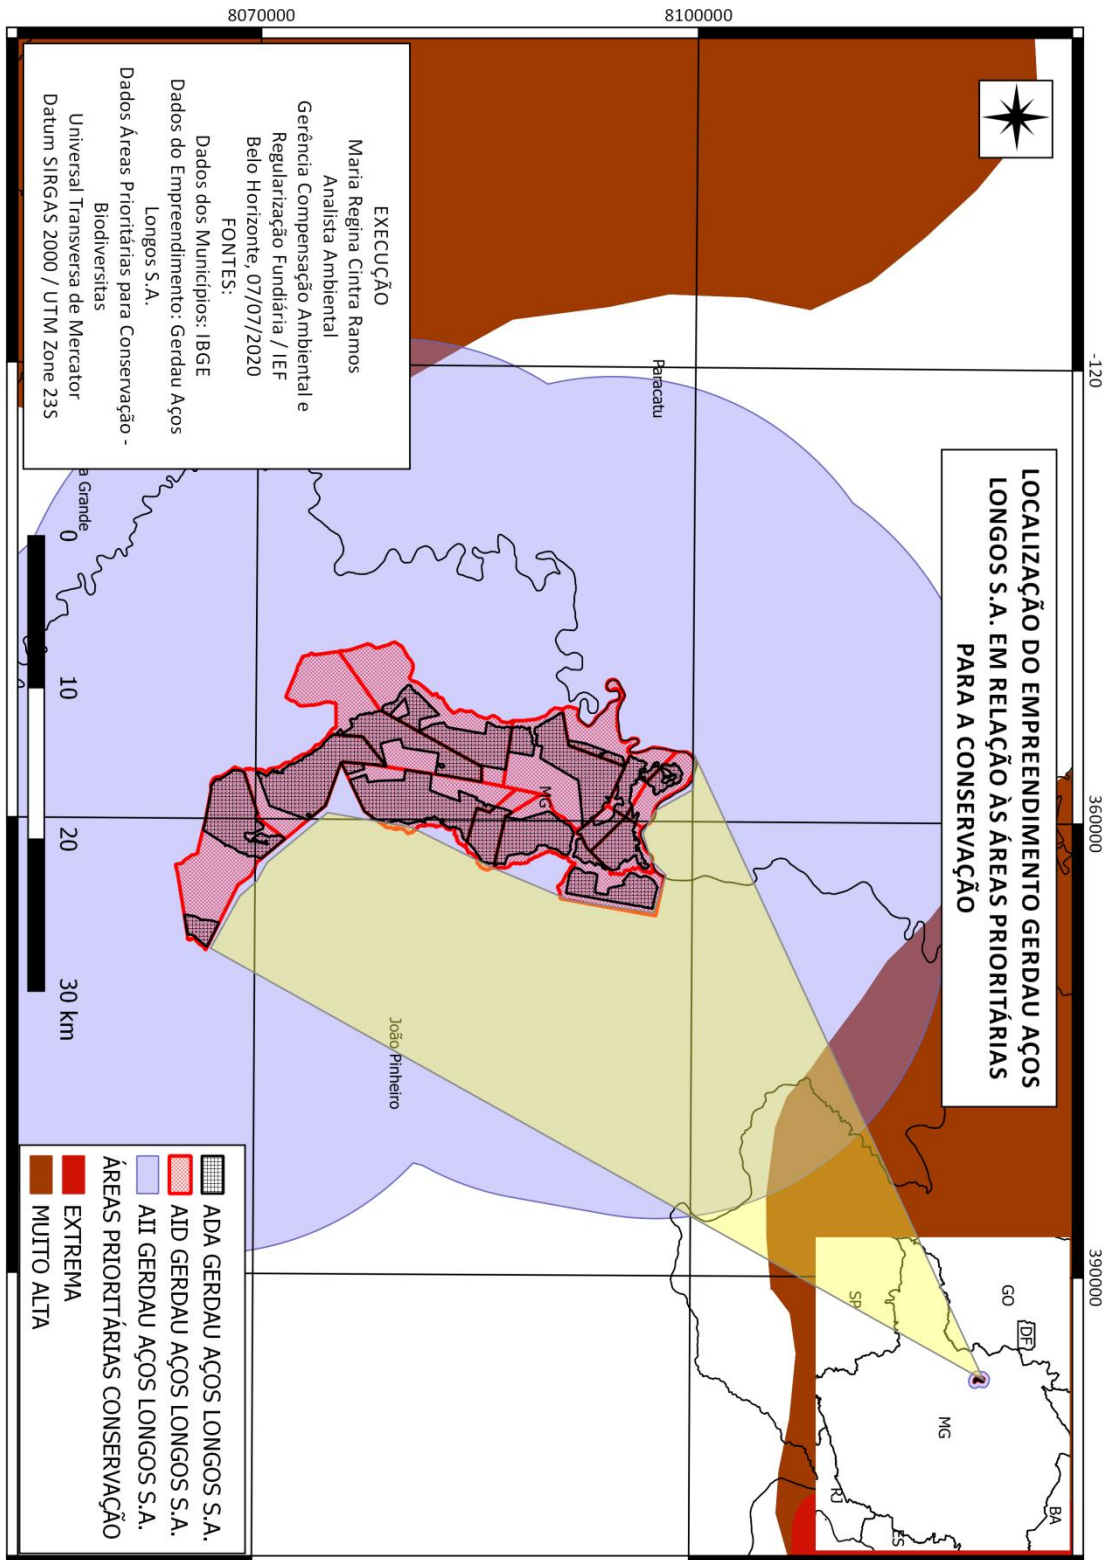 LOCALIZAÇÃO DO EMPREENDIMENTO GERDAU AÇOS
LONGOS S.A. EM RELAÇÃO ÀS ÁREAS PRIORITÁRIAS
PARA A CONSERVAÇÃO
-120
360000
390000
8100000
8070000
GO
DF
BA
MG
SP
RJ
ES
Paracatu
MG
João Pinheiro
a Grande
EXECUÇÃO
Maria Regina Cintra Ramos
Analista Ambiental
Gerência Compensação Ambiental e
Regularização Fundiária / IEF
Belo Horizonte, 07/07/2020
FONTES:
Dados dos Municípios: IBGE
Dados do Empreendimento: Gerdau Aços
Longos S.A.
Dados Áreas Prioritárias para Conservação -
Biodiversitas
Universal Transversa de Mercator
Datum SIRGAS 2000 / UTM Zone 23S
0 10 20 30 km
ADA GERDAU AÇOS LONGOS S.A.
AID GERDAU AÇOS LONGOS S.A.
AII GERDAU AÇOS LONGOS S.A.
ÁREAS PRIORITÁRIAS CONSERVAÇÃO
EXTREMA
MUITO ALTA